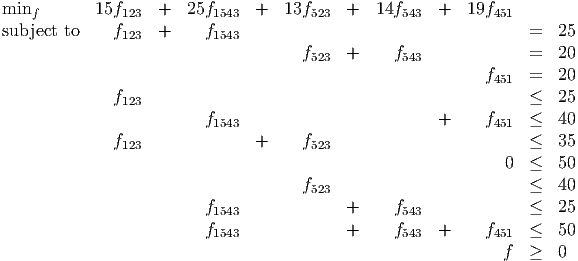 min_f 15f_123 + 25f_1543 + 13f_523 + 14f_543 + 19f_451
subject to f_123 + f_1543 = 25
f_523 + f_543 = 20
f_451 = 20
f_123 ≤ 25
f_1543 + f_451 ≤ 40
f_123 + f_523 ≤ 35
0 ≤ 50
f_523 ≤ 40
f_1543 + f_543 ≤ 25
f_1543 + f_543 + f_451 ≤ 50
f ≥ 0